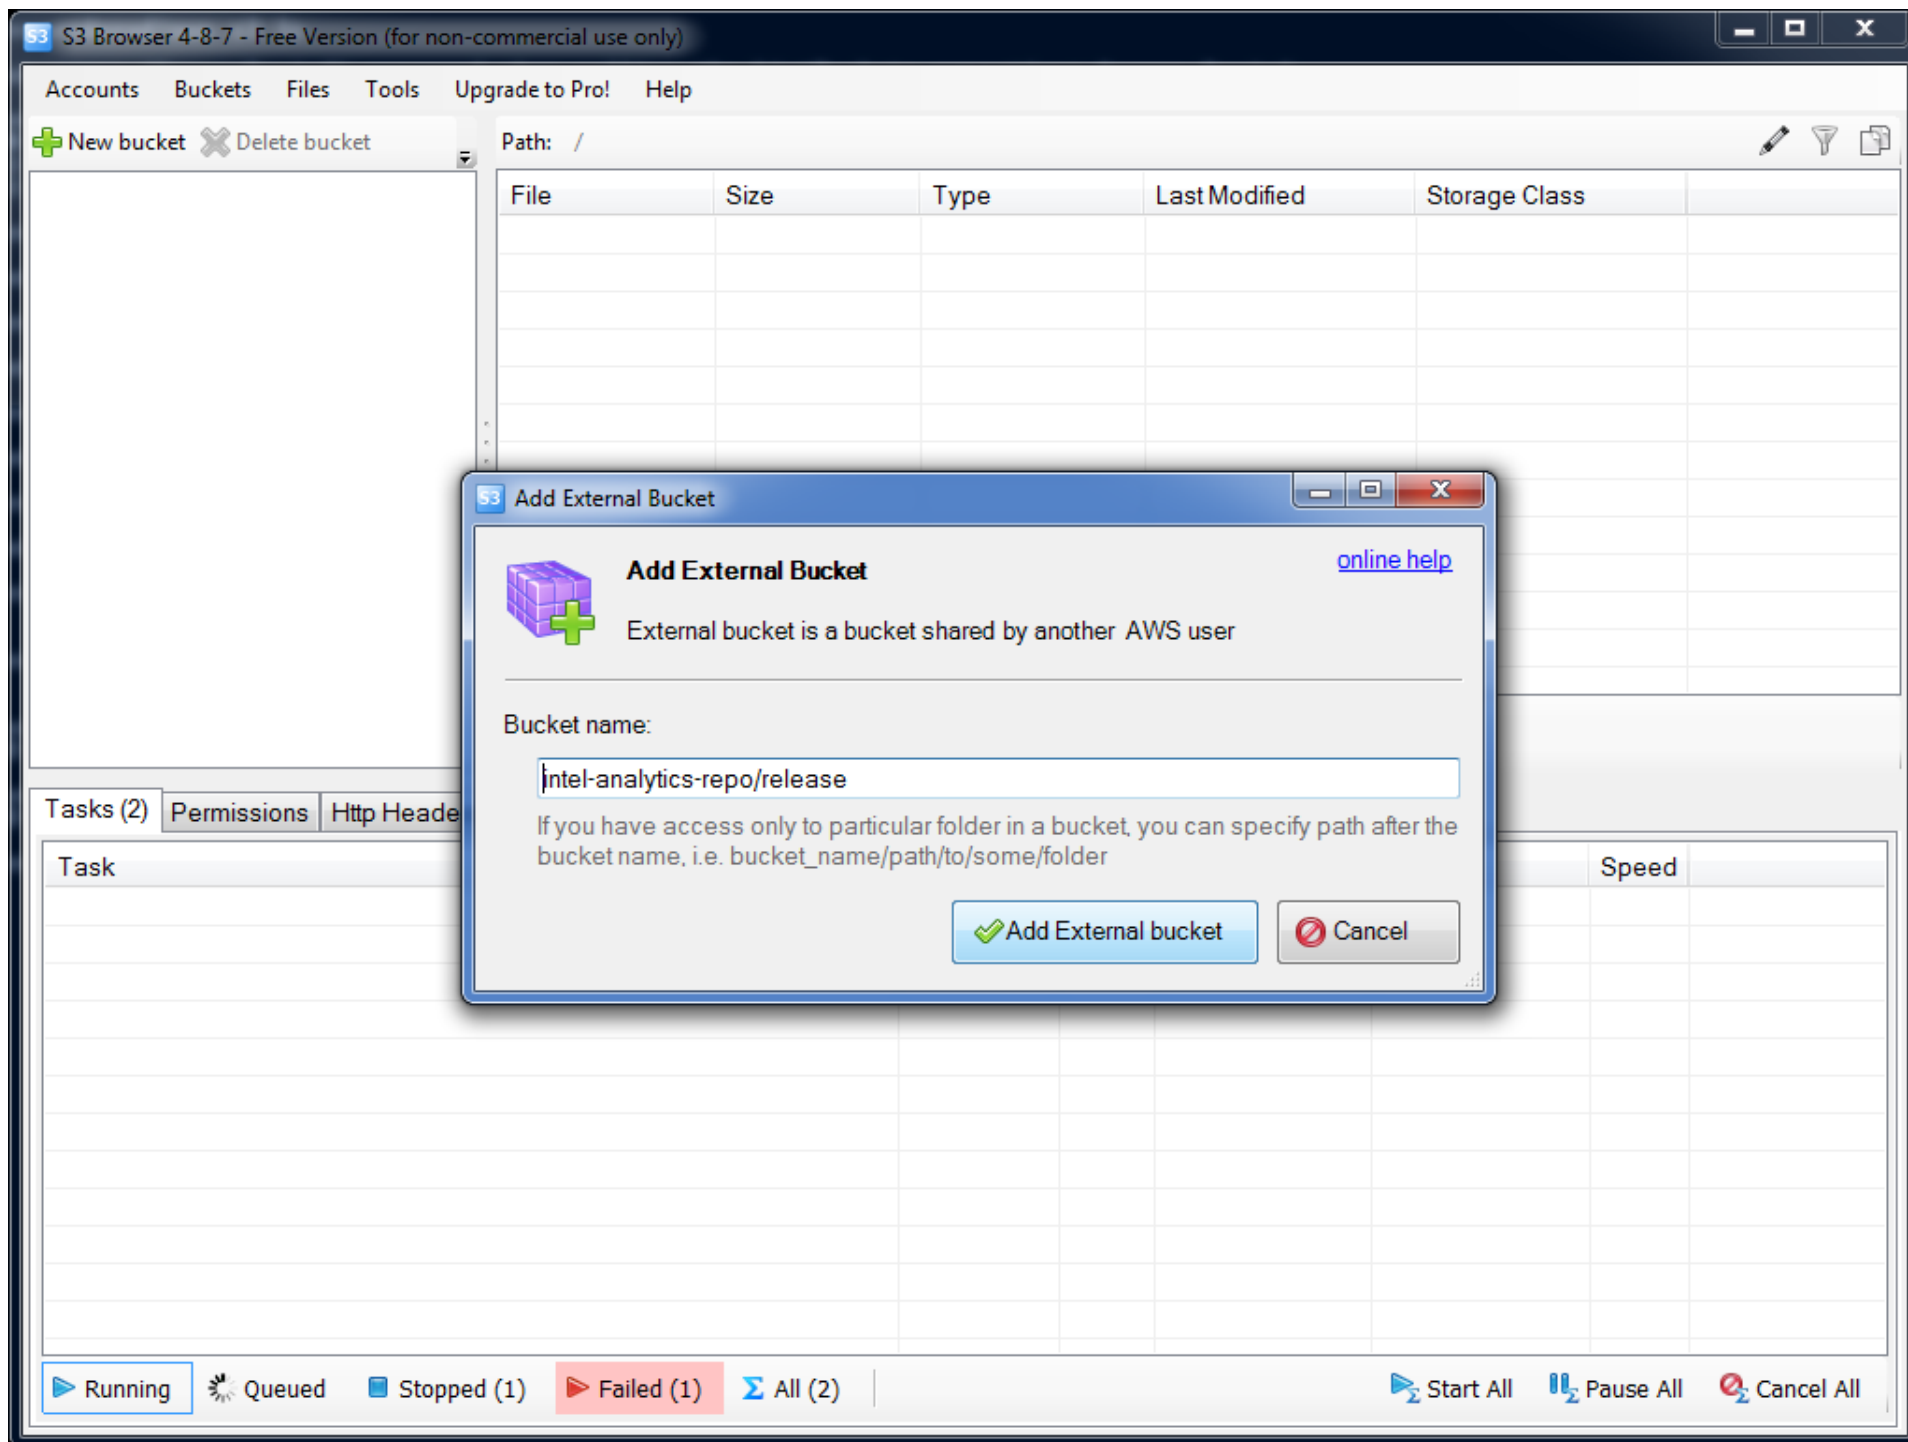 S3 S3 Browser 4-8-7 - Free Version (for non-commercial use only)
Accounts Buckets Files Tools Upgrade to Pro! Help
New bucket Delete bucket Path: /
File Size Type Last Modified Storage Class
S3 Add External Bucket
Add External Bucket online help
External bucket is a bucket shared by another AWS user
Bucket name:
intel-analytics-repo/release
If you have access only to particular folder in a bucket, you can specify path after the
bucket name, i.e. bucket_name/path/to/some/folder
Add External bucket Cancel
Tasks (2) Permissions Http Heade
Task Speed
Running Queued Stopped (1) Failed (1) Σ All (2) Start All Pause All Cancel All